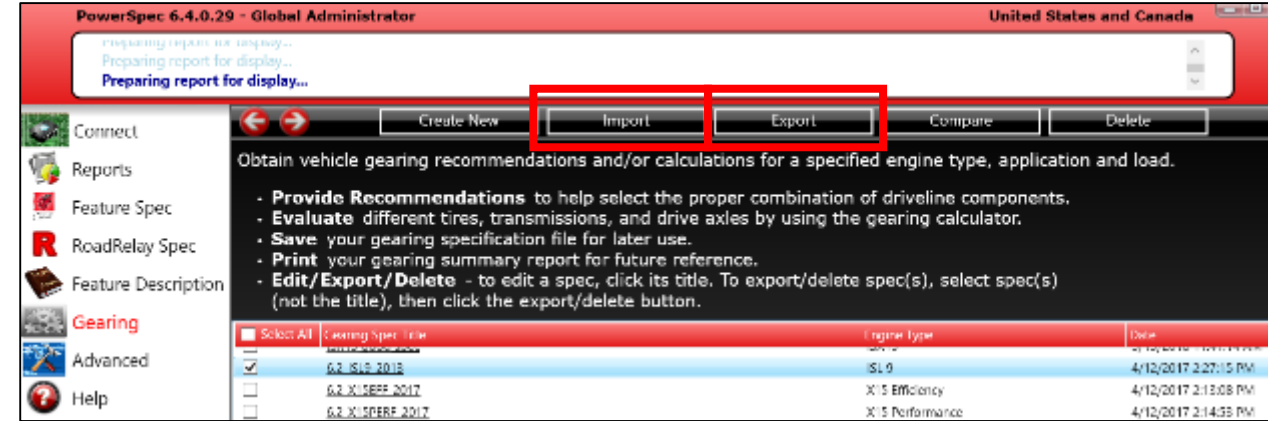 PowerSpec 6.4.0.29 - Global Administrator United States and Canada
Preparing report for display...
Preparing report for display...
Preparing report for display...
Create New Import Export Compare Delete
Connect
Reports
Feature Spec
RoadRelay Spec
Feature Description
Gearing
Advanced
Help
Obtain vehicle gearing recommendations and/or calculations for a specified engine type, application and load.
· Provide Recommendations to help select the proper combination of driveline components.
· Evaluate different tires, transmissions, and drive axles by using the gearing calculator.
· Save your gearing specification file for later use.
· Print your gearing summary report for future reference.
· Edit/Export/Delete - to edit a spec, click its title. To export/delete spec(s), select spec(s)
(not the title), then click the export/delete button.
Select All Gearing Spec Title Engine Type Date
6.2_ISL9_2013 ISL 9 4/12/2017 2:27:15 PM
6.2_X15EFF_2017 X15 Efficiency 4/12/2017 2:13:08 PM
6.2_X15PERF_2017 X15 Performance 4/12/2017 2:14:53 PM